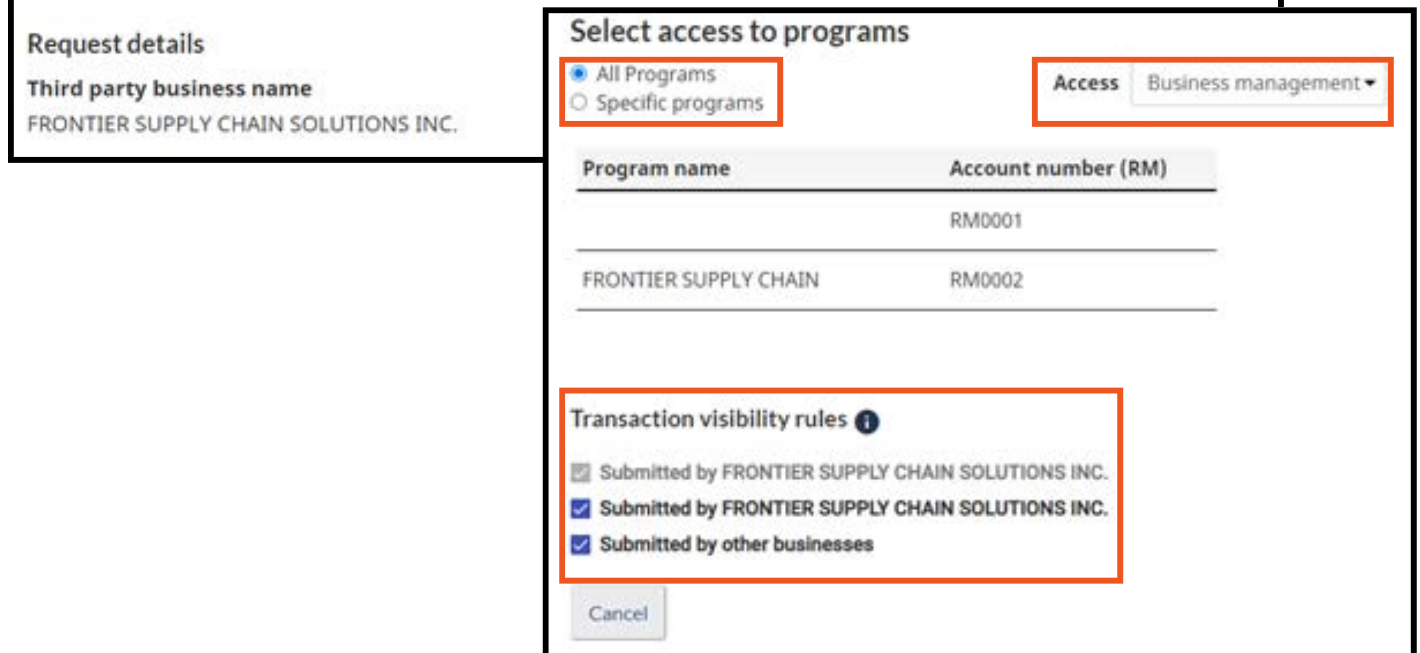 Request details
Third party business name
FRONTIER SUPPLY CHAIN SOLUTIONS INC.
Select access to programs
All Programs
Specific programs
Access Business management
Program name Account number (RM)
RM0001
FRONTIER SUPPLY CHAIN RM0002
Transaction visibility rules
Submitted by FRONTIER SUPPLY CHAIN SOLUTIONS INC.
Submitted by FRONTIER SUPPLY CHAIN SOLUTIONS INC.
Submitted by other businesses
Cancel